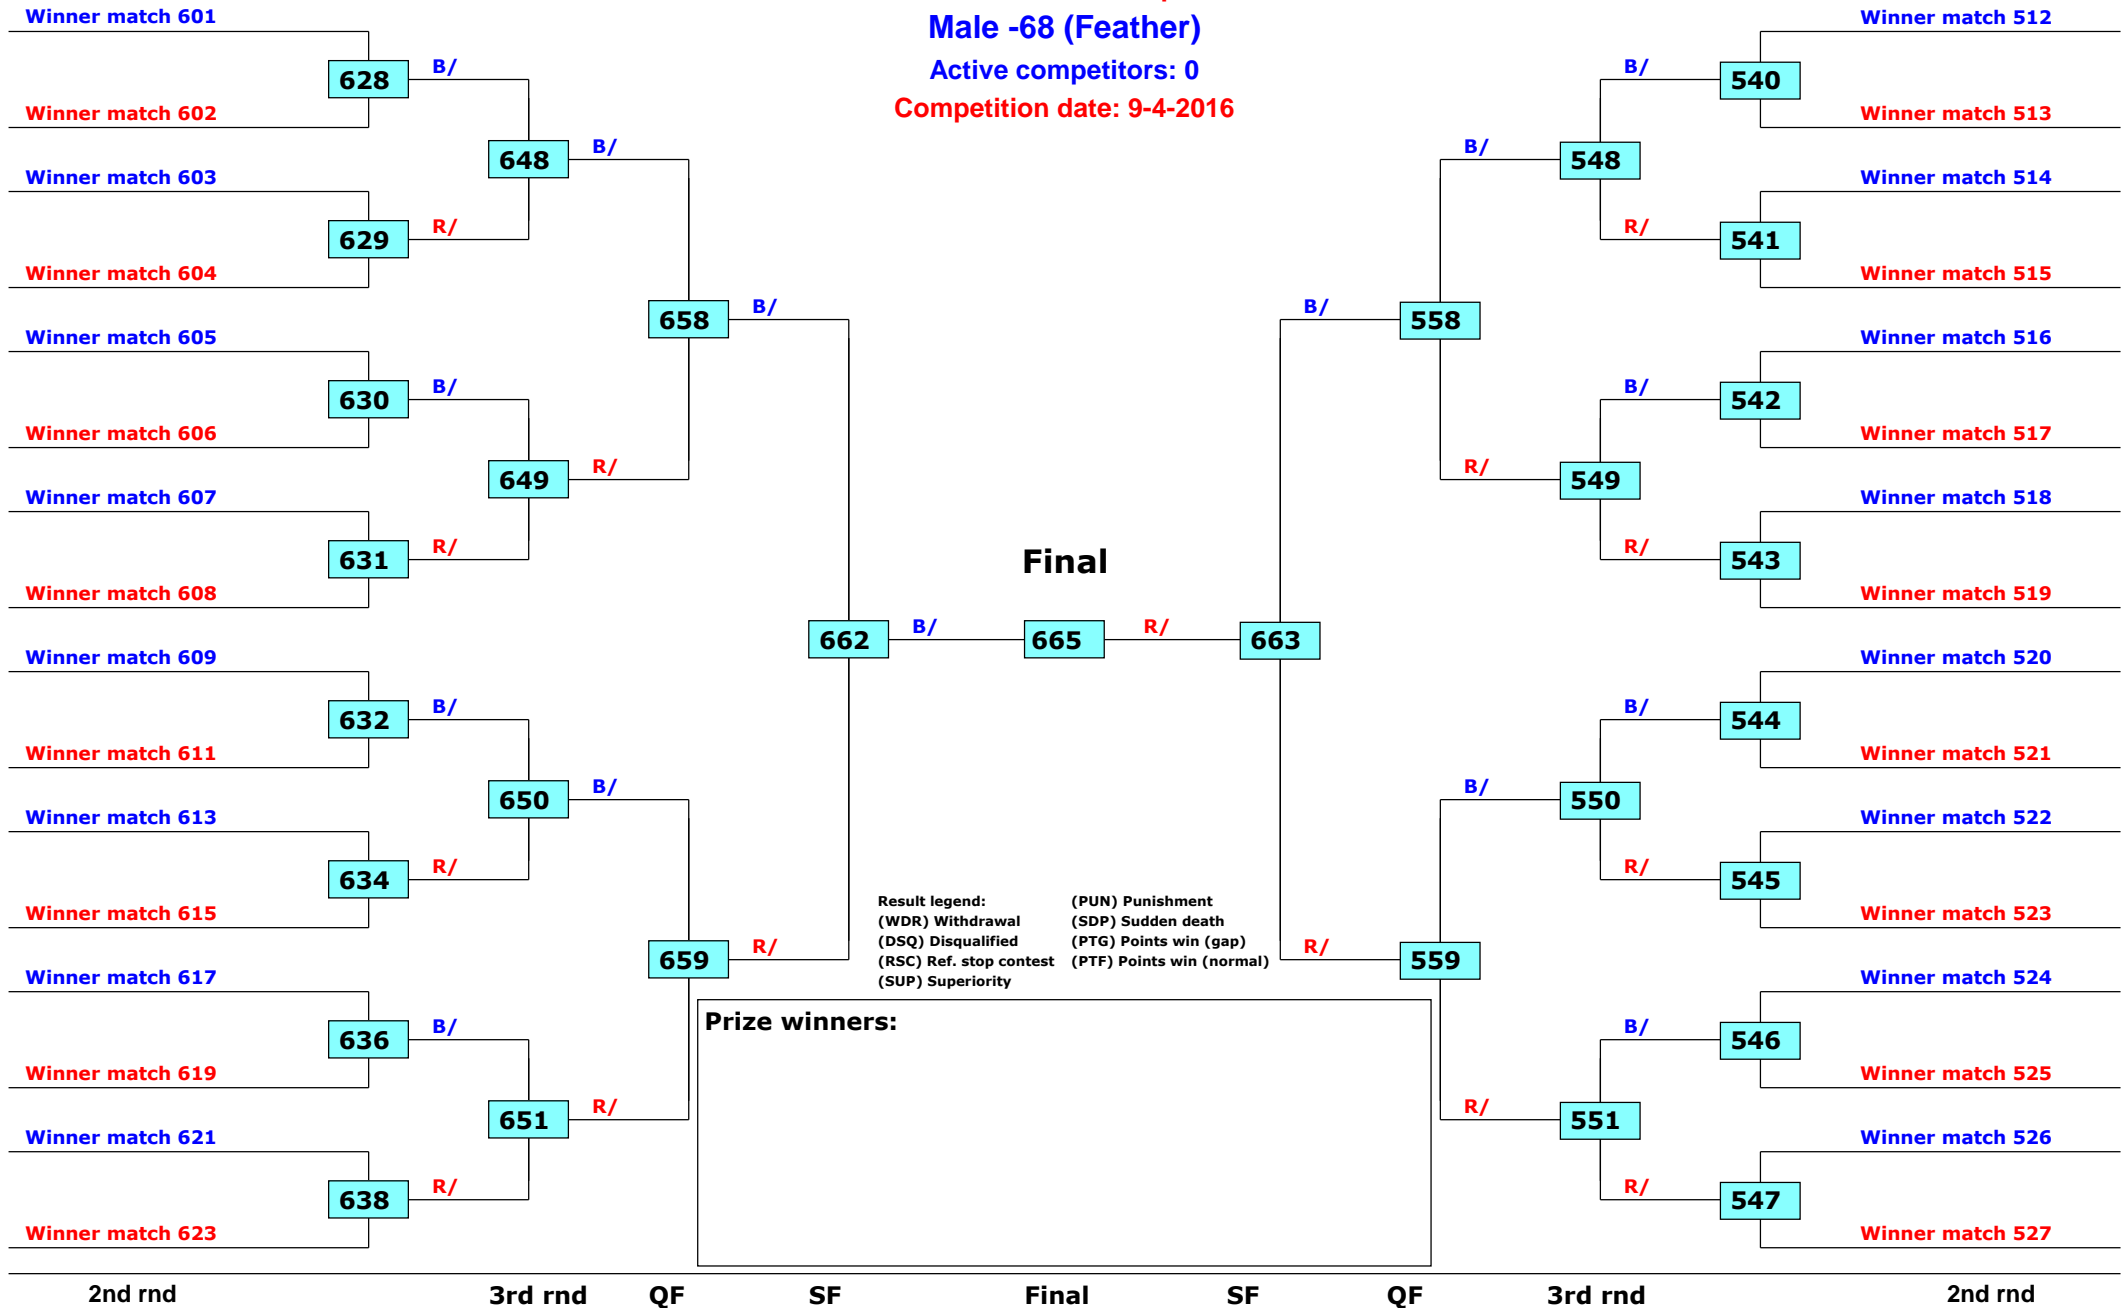 Male -68 (Feather)
Active competitors: 0
Competition date: 9-4-2016
Winner match 601
628
B/
Winner match 602
648
B/
Winner match 603
629
R/
Winner match 604
658
B/
Winner match 605
630
B/
Winner match 606
649
R/
Winner match 607
631
R/
Winner match 608
662
B/
Winner match 609
632
B/
Winner match 611
650
B/
Winner match 613
634
R/
Winner match 615
659
R/
Winner match 617
636
B/
Winner match 619
651
R/
Winner match 621
638
R/
Winner match 623
Final
665
R/
663
Winner match 512
B/
540
Winner match 513
B/
548
Winner match 514
R/
541
Winner match 515
B/
558
Winner match 516
B/
542
Winner match 517
R/
549
Winner match 518
R/
543
Winner match 519
Winner match 520
B/
544
Winner match 521
B/
550
Winner match 522
R/
545
Winner match 523
R/
559
Winner match 524
B/
546
Winner match 525
R/
551
Winner match 526
R/
547
Winner match 527
Result legend:
(WDR) Withdrawal
(DSQ) Disqualified
(RSC) Ref. stop contest
(SUP) Superiority
(PUN) Punishment
(SDP) Sudden death
(PTG) Points win (gap)
(PTF) Points win (normal)
Prize winners:
2nd rnd 3rd rnd QF SF Final SF QF 3rd rnd 2nd rnd